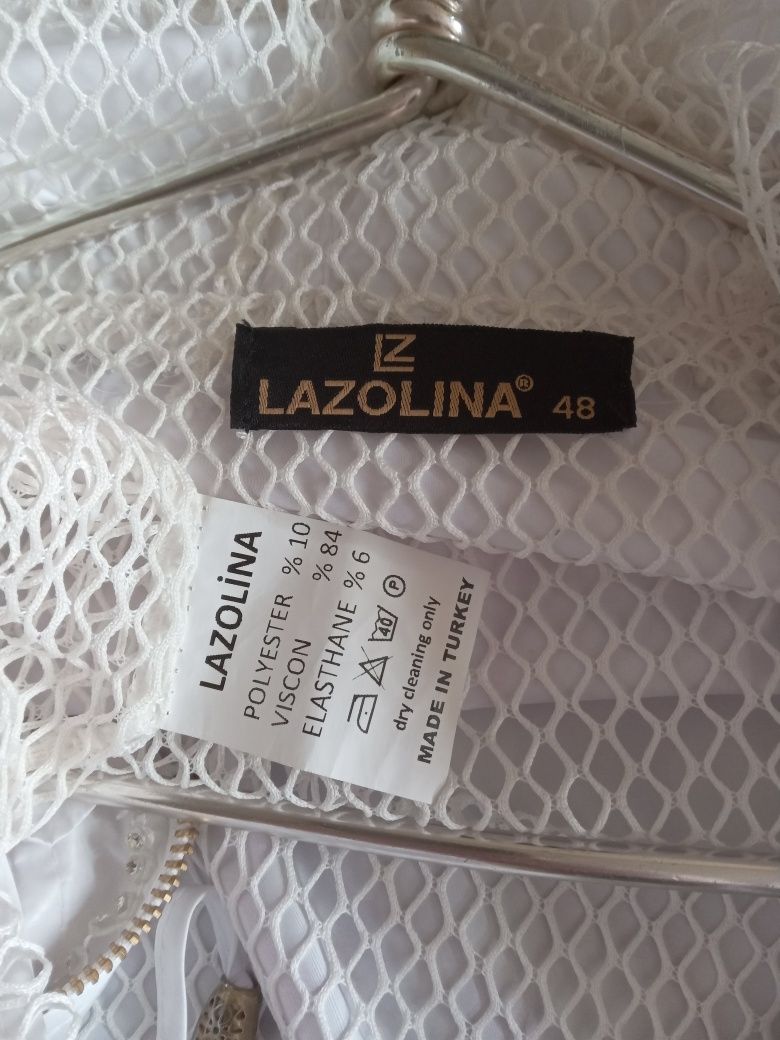 LZ
LAZOLINA® 48
LAZOLİNA
POLYESTER % 10
VISCON % 84
ELASTHANE % 6
40 P
dry cleaning only
MADE IN TURKEY